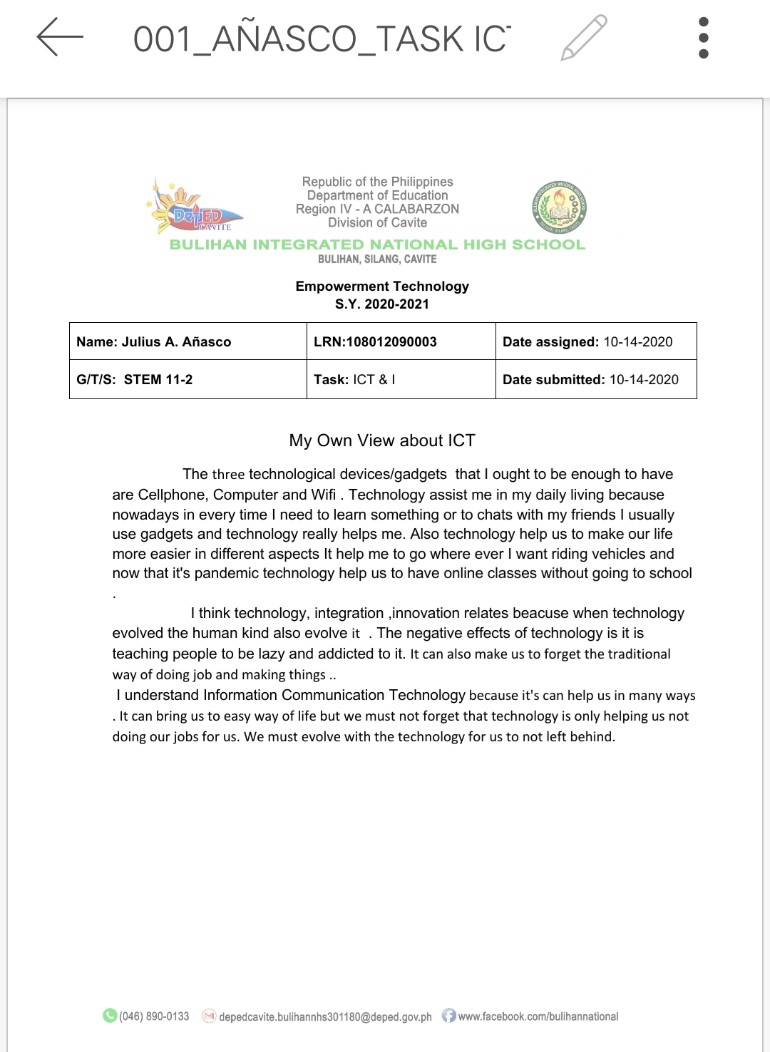 001_AÑASCO_TASK IC
Republic of the Philippines
Department of Education
Region IV - A CALABARZON
Division of Cavite
DepED
CAVITE
BULIHAN INTEGRATED NATIONAL HIGH SCHOOL
BULIHAN, SILANG, CAVITE
Empowerment Technology
S.Y. 2020-2021
Name: Julius A. Añasco LRN:108012090003 Date assigned: 10-14-2020
G/T/S: STEM 11-2 Task: ICT & I Date submitted: 10-14-2020
My Own View about ICT
The three technological devices/gadgets that I ought to be enough to have
are Cellphone, Computer and Wifi . Technology assist me in my daily living because
nowadays in every time I need to learn something or to chats with my friends I usually
use gadgets and technology really helps me. Also technology help us to make our life
more easier in different aspects It help me to go where ever I want riding vehicles and
now that it's pandemic technology help us to have online classes without going to school
.
I think technology, integration ,innovation relates beacuse when technology
evolved the human kind also evolve it . The negative effects of technology is it is
teaching people to be lazy and addicted to it. It can also make us to forget the traditional
way of doing job and making things ..
I understand Information Communication Technology because it's can help us in many ways
. It can bring us to easy way of life but we must not forget that technology is only helping us not
doing our jobs for us. We must evolve with the technology for us to not left behind.
(046) 890-0133 depedcavite.bulihannhs301180@deped.gov.ph www.facebook.com/bulihannational